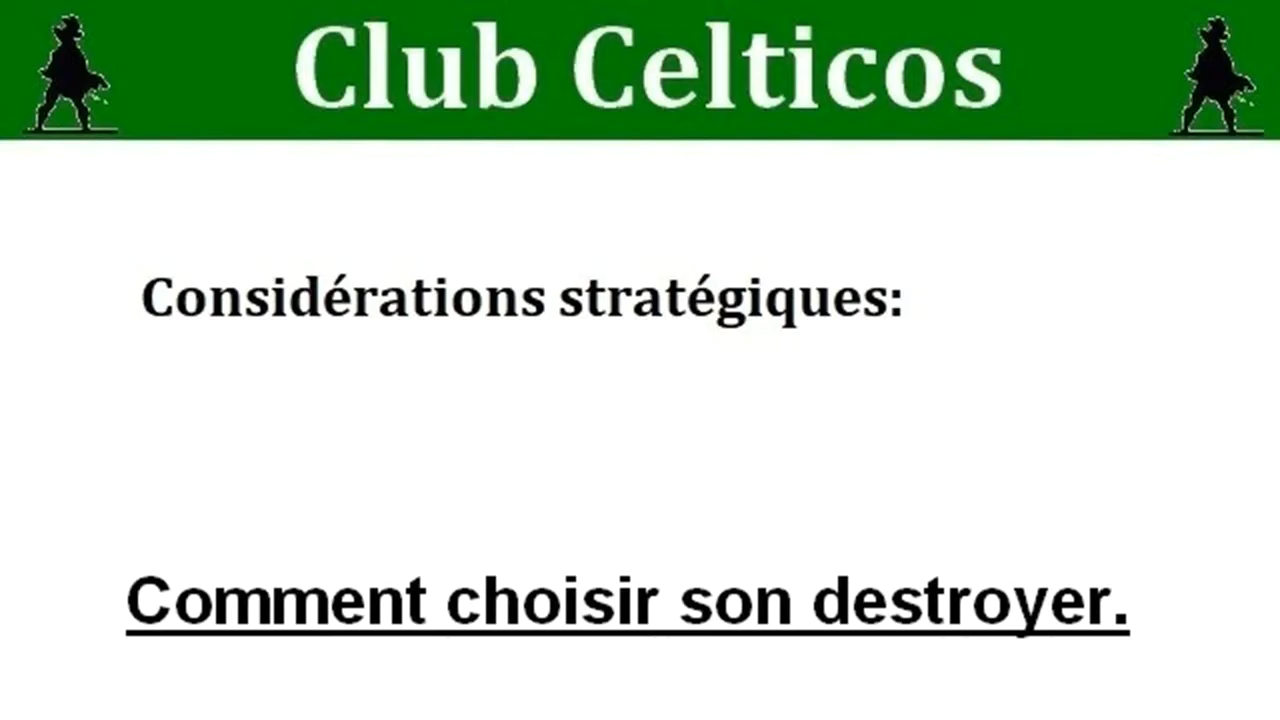 Club Celticos
Considérations stratégiques:
Comment choisir son destroyer.